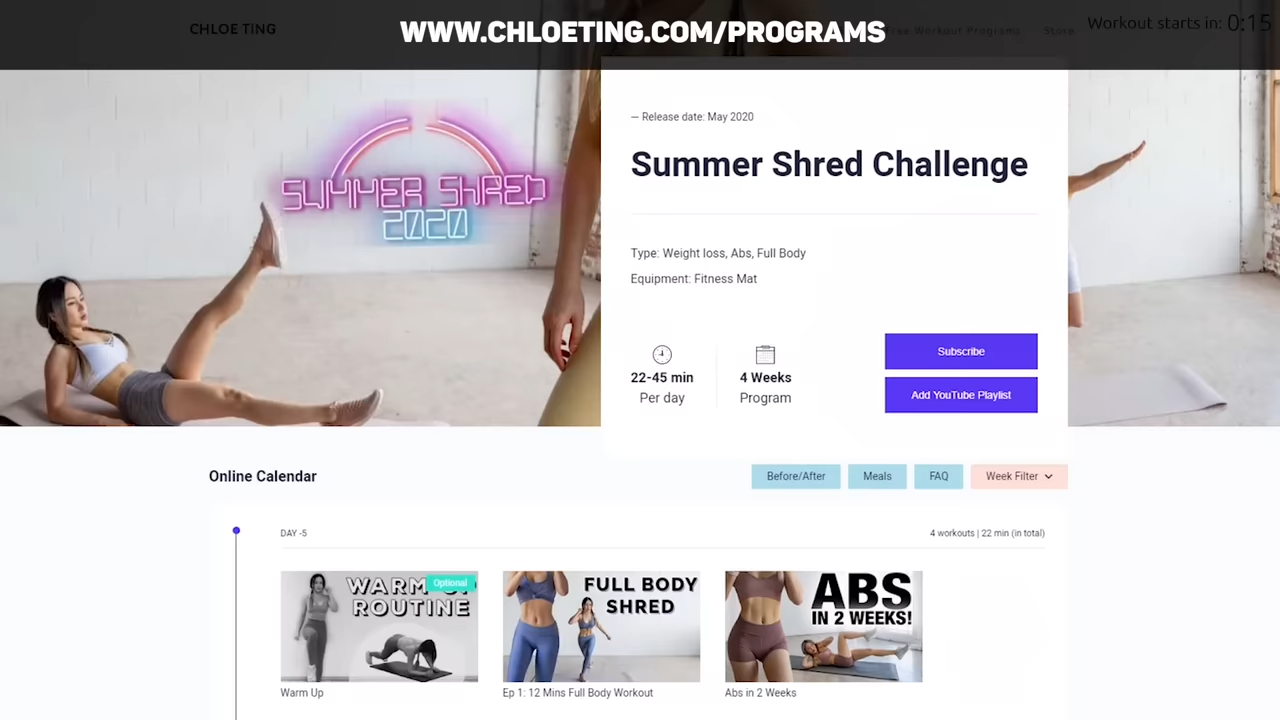 CHLOE TING
WWW.CHLOETING.COM/PROGRAMS
Free Workout Programs
Store
Workout starts in: 0:15
SUMMER SHRED
2020
— Release date: May 2020
Summer Shred Challenge
Type: Weight loss, Abs, Full Body
Equipment: Fitness Mat
22-45 min
Per day
4 Weeks
Program
Subscribe
Add YouTube Playlist
Online Calendar
Before/After
Meals
FAQ
Week Filter
DAY -5
4 workouts | 22 min (in total)
Optional
ROUTINE
Warm Up
FULL BODY
SHRED
Ep 1: 12 Mins Full Body Workout
ABS
IN 2 WEEKS!
Abs in 2 Weeks